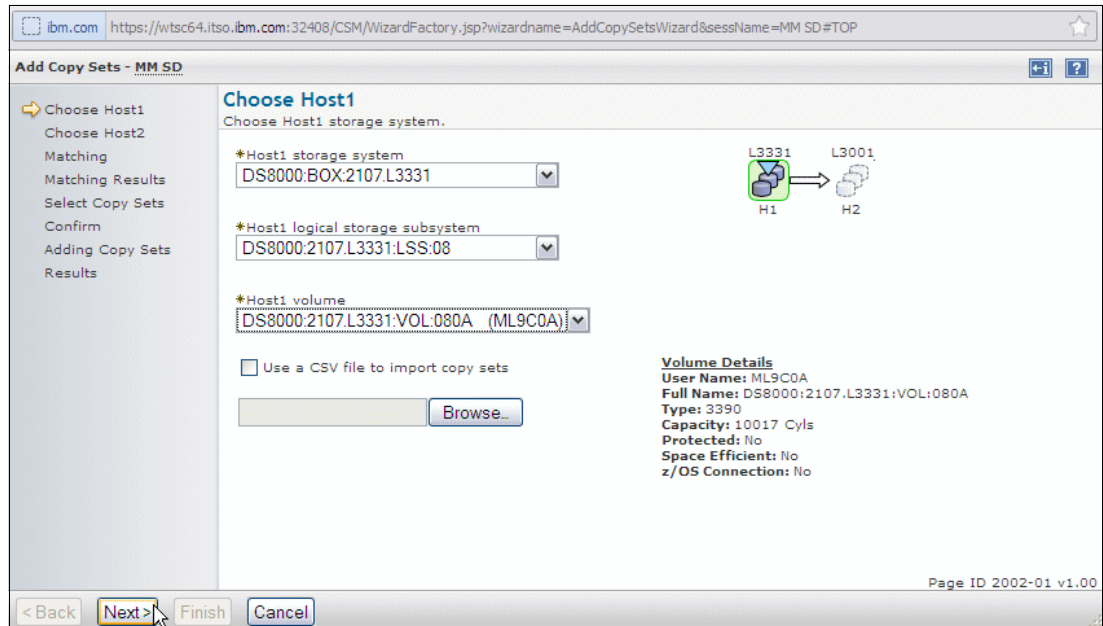 ibm.com https://wtsc64.itso.ibm.com:32408/CSM/WizardFactory.jsp?wizardname=AddCopySetsWizard&sessName=MM SD#TOP
Add Copy Sets - MM SD
?
Choose Host1
Choose Host2
Matching
Matching Results
Select Copy Sets
Confirm
Adding Copy Sets
Results
Choose Host1
Choose Host1 storage system.
*Host1 storage system
DS8000:BOX:2107.L3331
*Host1 logical storage subsystem
DS8000:2107.L3331:LSS:08
*Host1 volume
DS8000:2107.L3331:VOL:080A (ML9C0A)
Use a CSV file to import copy sets
Browse...
L3331 L3001
H1 H2
Volume Details
User Name: ML9C0A
Full Name: DS8000:2107.L3331:VOL:080A
Type: 3390
Capacity: 10017 Cyls
Protected: No
Space Efficient: No
z/OS Connection: No
Page ID 2002-01 v1.00
< Back Next > Finish Cancel